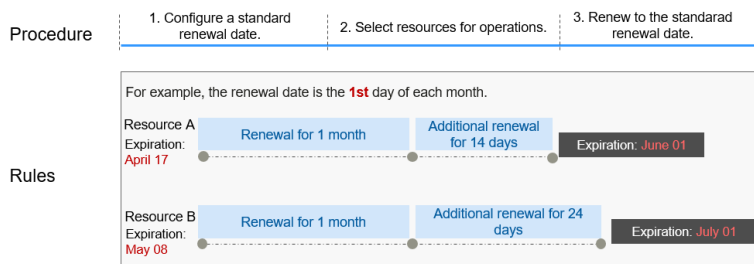 Procedure
1. Configure a standard
renewal date.
2. Select resources for operations.
3. Renew to the standarad
renewal date.
For example, the renewal date is the 1st day of each month.
Rules
Resource A
Expiration:
April 17
Renewal for 1 month
Additional renewal
for 14 days
Expiration: June 01
Resource B
Expiration:
May 08
Renewal for 1 month
Additional renewal for 24
days
Expiration: July 01